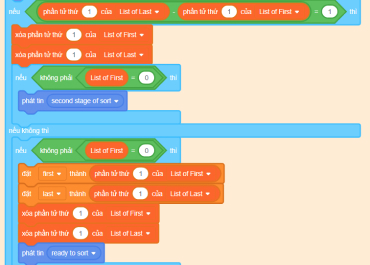 nếu phần tử thứ 1 của List of Last - phần tử thứ 1 của List of First = 1 thì
xóa phần tử thứ 1 của List of First
xóa phần tử thứ 1 của List of Last
nếu không phải List of First = 0 thì
phát tin second stage of sort
nếu không thì
nếu không phải List of First = 0 thì
đặt first thành phần tử thứ 1 của List of First
đặt last thành phần tử thứ 1 của List of Last
xóa phần tử thứ 1 của List of First
xóa phần tử thứ 1 của List of Last
phát tin ready to sort